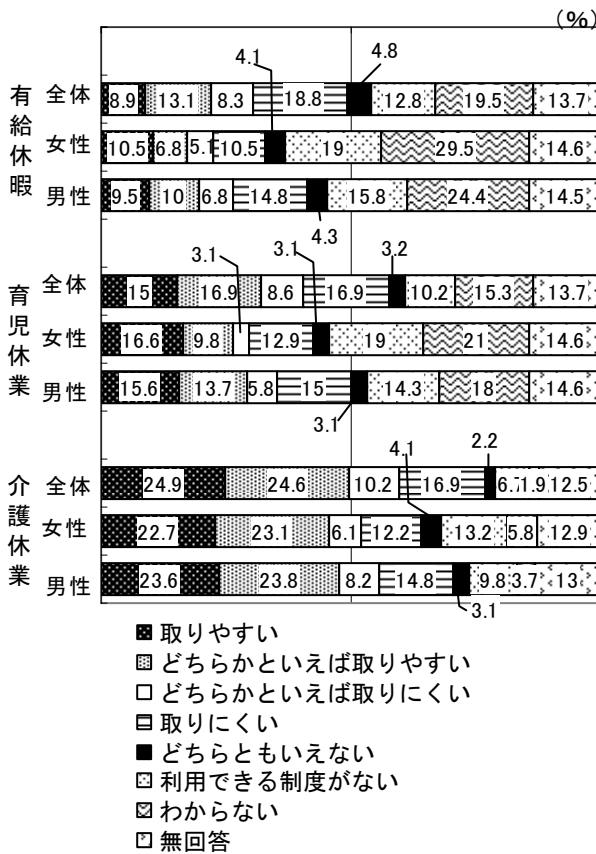 (%)
有給休暇
4.1
4.8
全体 8.9 13.1 8.3 18.8 12.8 19.5 13.7
女性 10.5 6.8 5.1 10.5 19 29.5 14.6
男性 9.5 10 6.8 14.8 15.8 24.4 14.5
4.3
育児休業
3.1 3.1 3.2
全体 15 16.9 8.6 16.9 10.2 15.3 13.7
女性 16.6 9.8 12.9 19 21 14.6
男性 15.6 13.7 5.8 15 14.3 18 14.6
3.1
介護休業
4.1 2.2
全体 24.9 24.6 10.2 16.9 6.7 1.9 12.5
女性 22.7 23.1 6.1 12.2 13.2 5.8 12.9
男性 23.6 23.8 8.2 14.8 9.8 3.7 13
3.1
取りやすい
どちらかといえば取りやすい
どちらかといえば取りにくい
取りにくい
どちらともいえない
利用できる制度がない
わからない
無回答